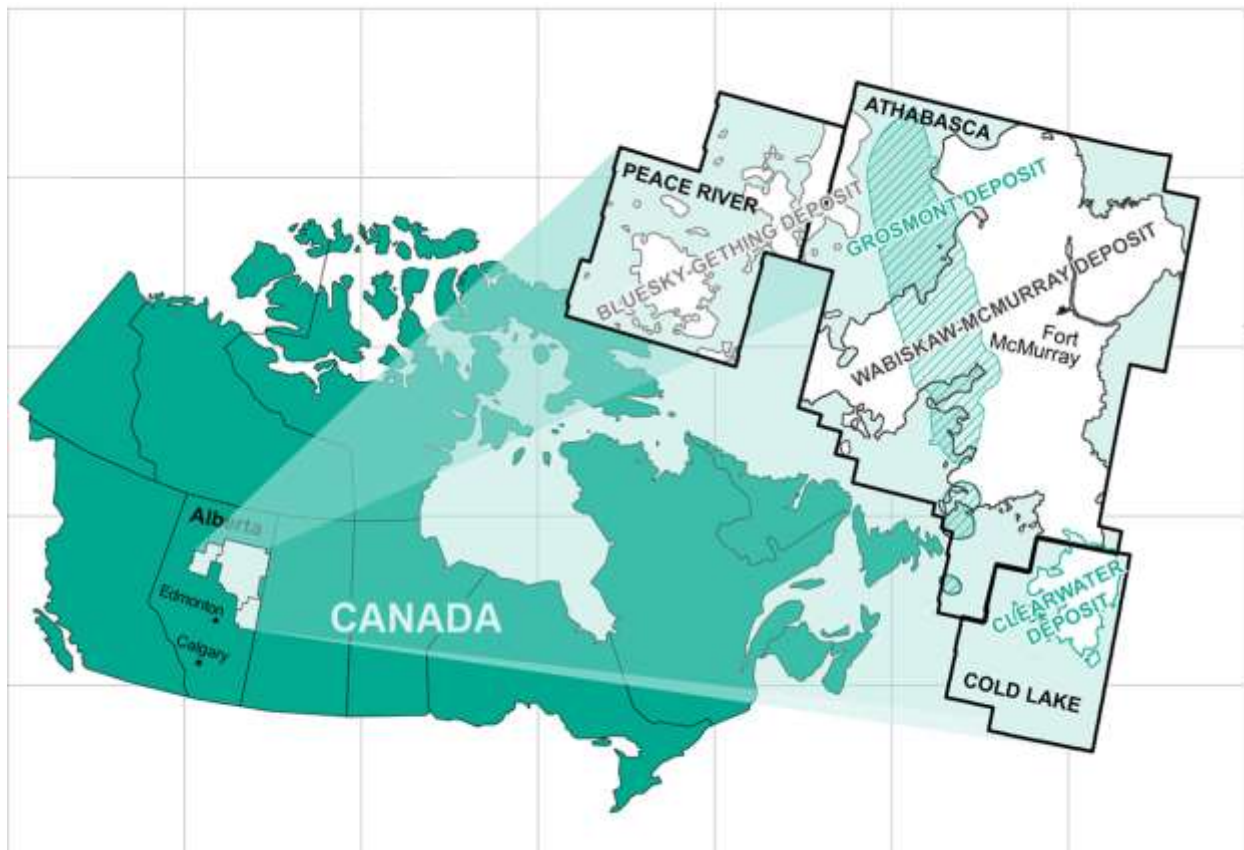 ATHABASCA
PEACE RIVER
GROSMONT DEPOSIT
BLUESKY-GETHING DEPOSIT
WABISKAW-MCMURRAY DEPOSIT
Fort
McMurray
Alberta
Edmonton
Calgary
CANADA
CLEARWATER
DEPOSIT
COLD LAKE